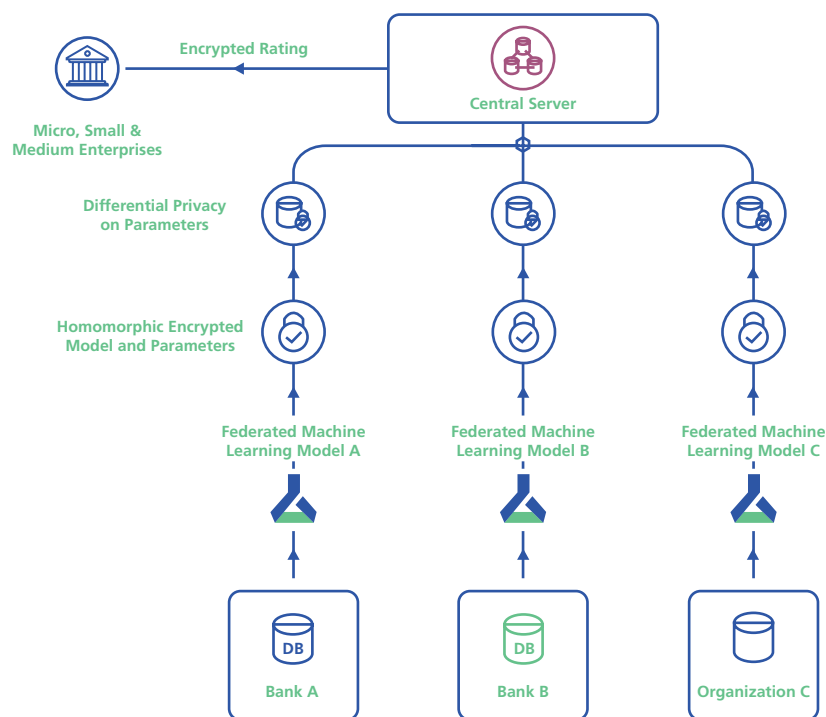 Encrypted Rating
Central Server
Micro, Small &
Medium Enterprises
Differential Privacy
on Parameters
Homomorphic Encrypted
Model and Parameters
Federated Machine
Learning Model A
Federated Machine
Learning Model B
Federated Machine
Learning Model C
DB
Bank A
DB
Bank B
Organization C